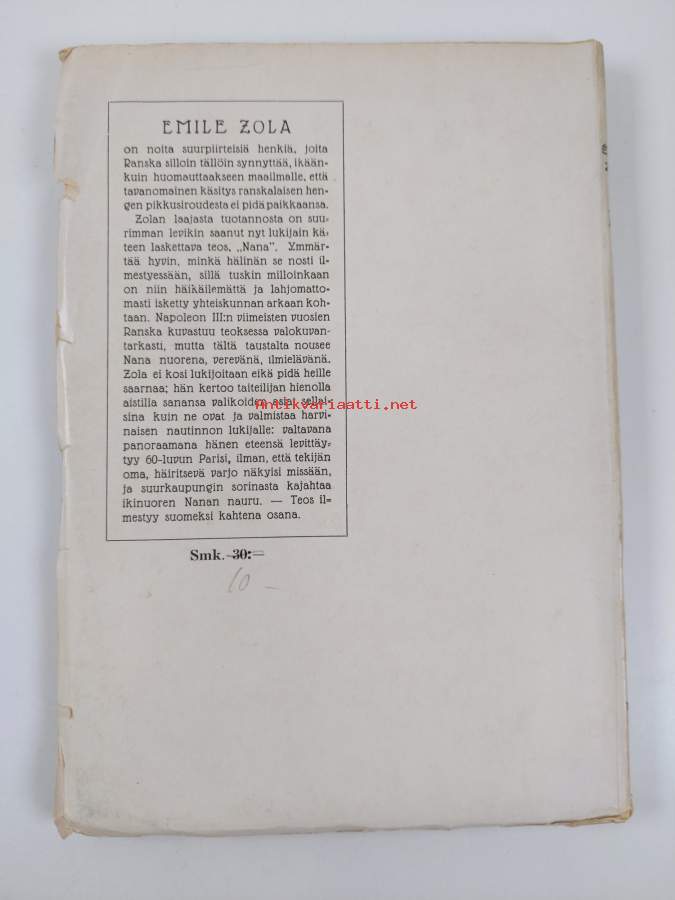 EMILE ZOLA
on noita suurpiirteisiä henkiä, joita
Ranska silloin tällöin synnyttää, ikään-
kuin huomauttaakseen maailmalle, että
tavanomainen käsitys ranskalaisen hen-
gen pikkusiroudesta ei pidä paikkaansa.
Zolan laajasta tuotannosta on suu-
rimman levikin saanut nyt lukijain kä-
teen laskettava teos, „Nana". Ymmär-
tää hyvin, minkä hälinän se nosti il-
mestyessään, sillä tuskin milloinkaan
on niin häikäilemättä ja lahjomatto-
masti isketty yhteiskunnan arkaan koh-
taan. Napoleon III:n viimeisten vuosien
Ranska kuvastuu teoksessa valokuvan-
tarkasti, mutta tältä taustalta nousee
Nana nuorena, verevänä, ilmielävänä.
Zola ei kosi lukijoitaan eikä pidä heille
saarnaa; hän kertoo taiteilijan hienolla
aistilla sanansa valikoiden asiat sellai-
Antikvariaatti.net
sina kuin ne ovat ja valmistaa harvi-
naisen nautinnon lukijalle: valtavana
panoraamana hänen eteensä levittäy-
tyy 60-luvun Parisi, ilman, että tekijän
oma, häiritsevä varjo näkyisi missään,
ja suurkaupungin sorinasta kajahtaa
ikinuoren Nanan nauru. — Teos il-
mestyy suomeksi kahtena osana.
Smk. 30:—
10 —